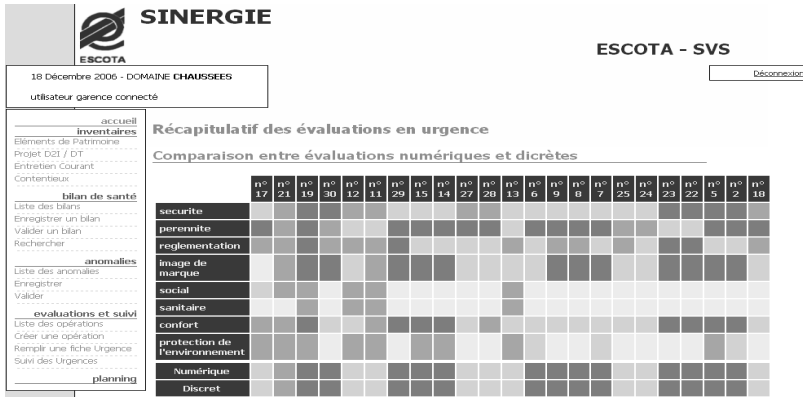 SINERGIE
ESCOTA
ESCOTA - SVS
18 Décembre 2006 - DOMAINE CHAUSSEES
Déconnexion
utilisateur garence connecté
accueil
inventaires
Eléments de Patrimoine
Projet D2I / DT
Entretien Courant
Contentieux
bilan de santé
Liste des bilans
Enregistrer un bilan
Valider un bilan
Rechercher
anomalies
Liste des anomalies
Enregistrer
Valider
evaluations et suivi
Liste des opérations
Créer une opération
Remplir une fiche Urgence
Suivi des Urgences
planning
Récapitulatif des évaluations en urgence
Comparaison entre évaluations numériques et dicrètes
n° n° n° n° n° n° n° n° n° n° n° n° n° n° n° n° n° n° n° n° n° n° n°
17 21 19 30 12 11 29 15 14 27 28 13 6 9 8 7 25 24 23 22 5 2 18
securite
perennite
reglementation
image de
marque
social
sanitaire
confort
protection de
l'environnement
Numérique
Discret